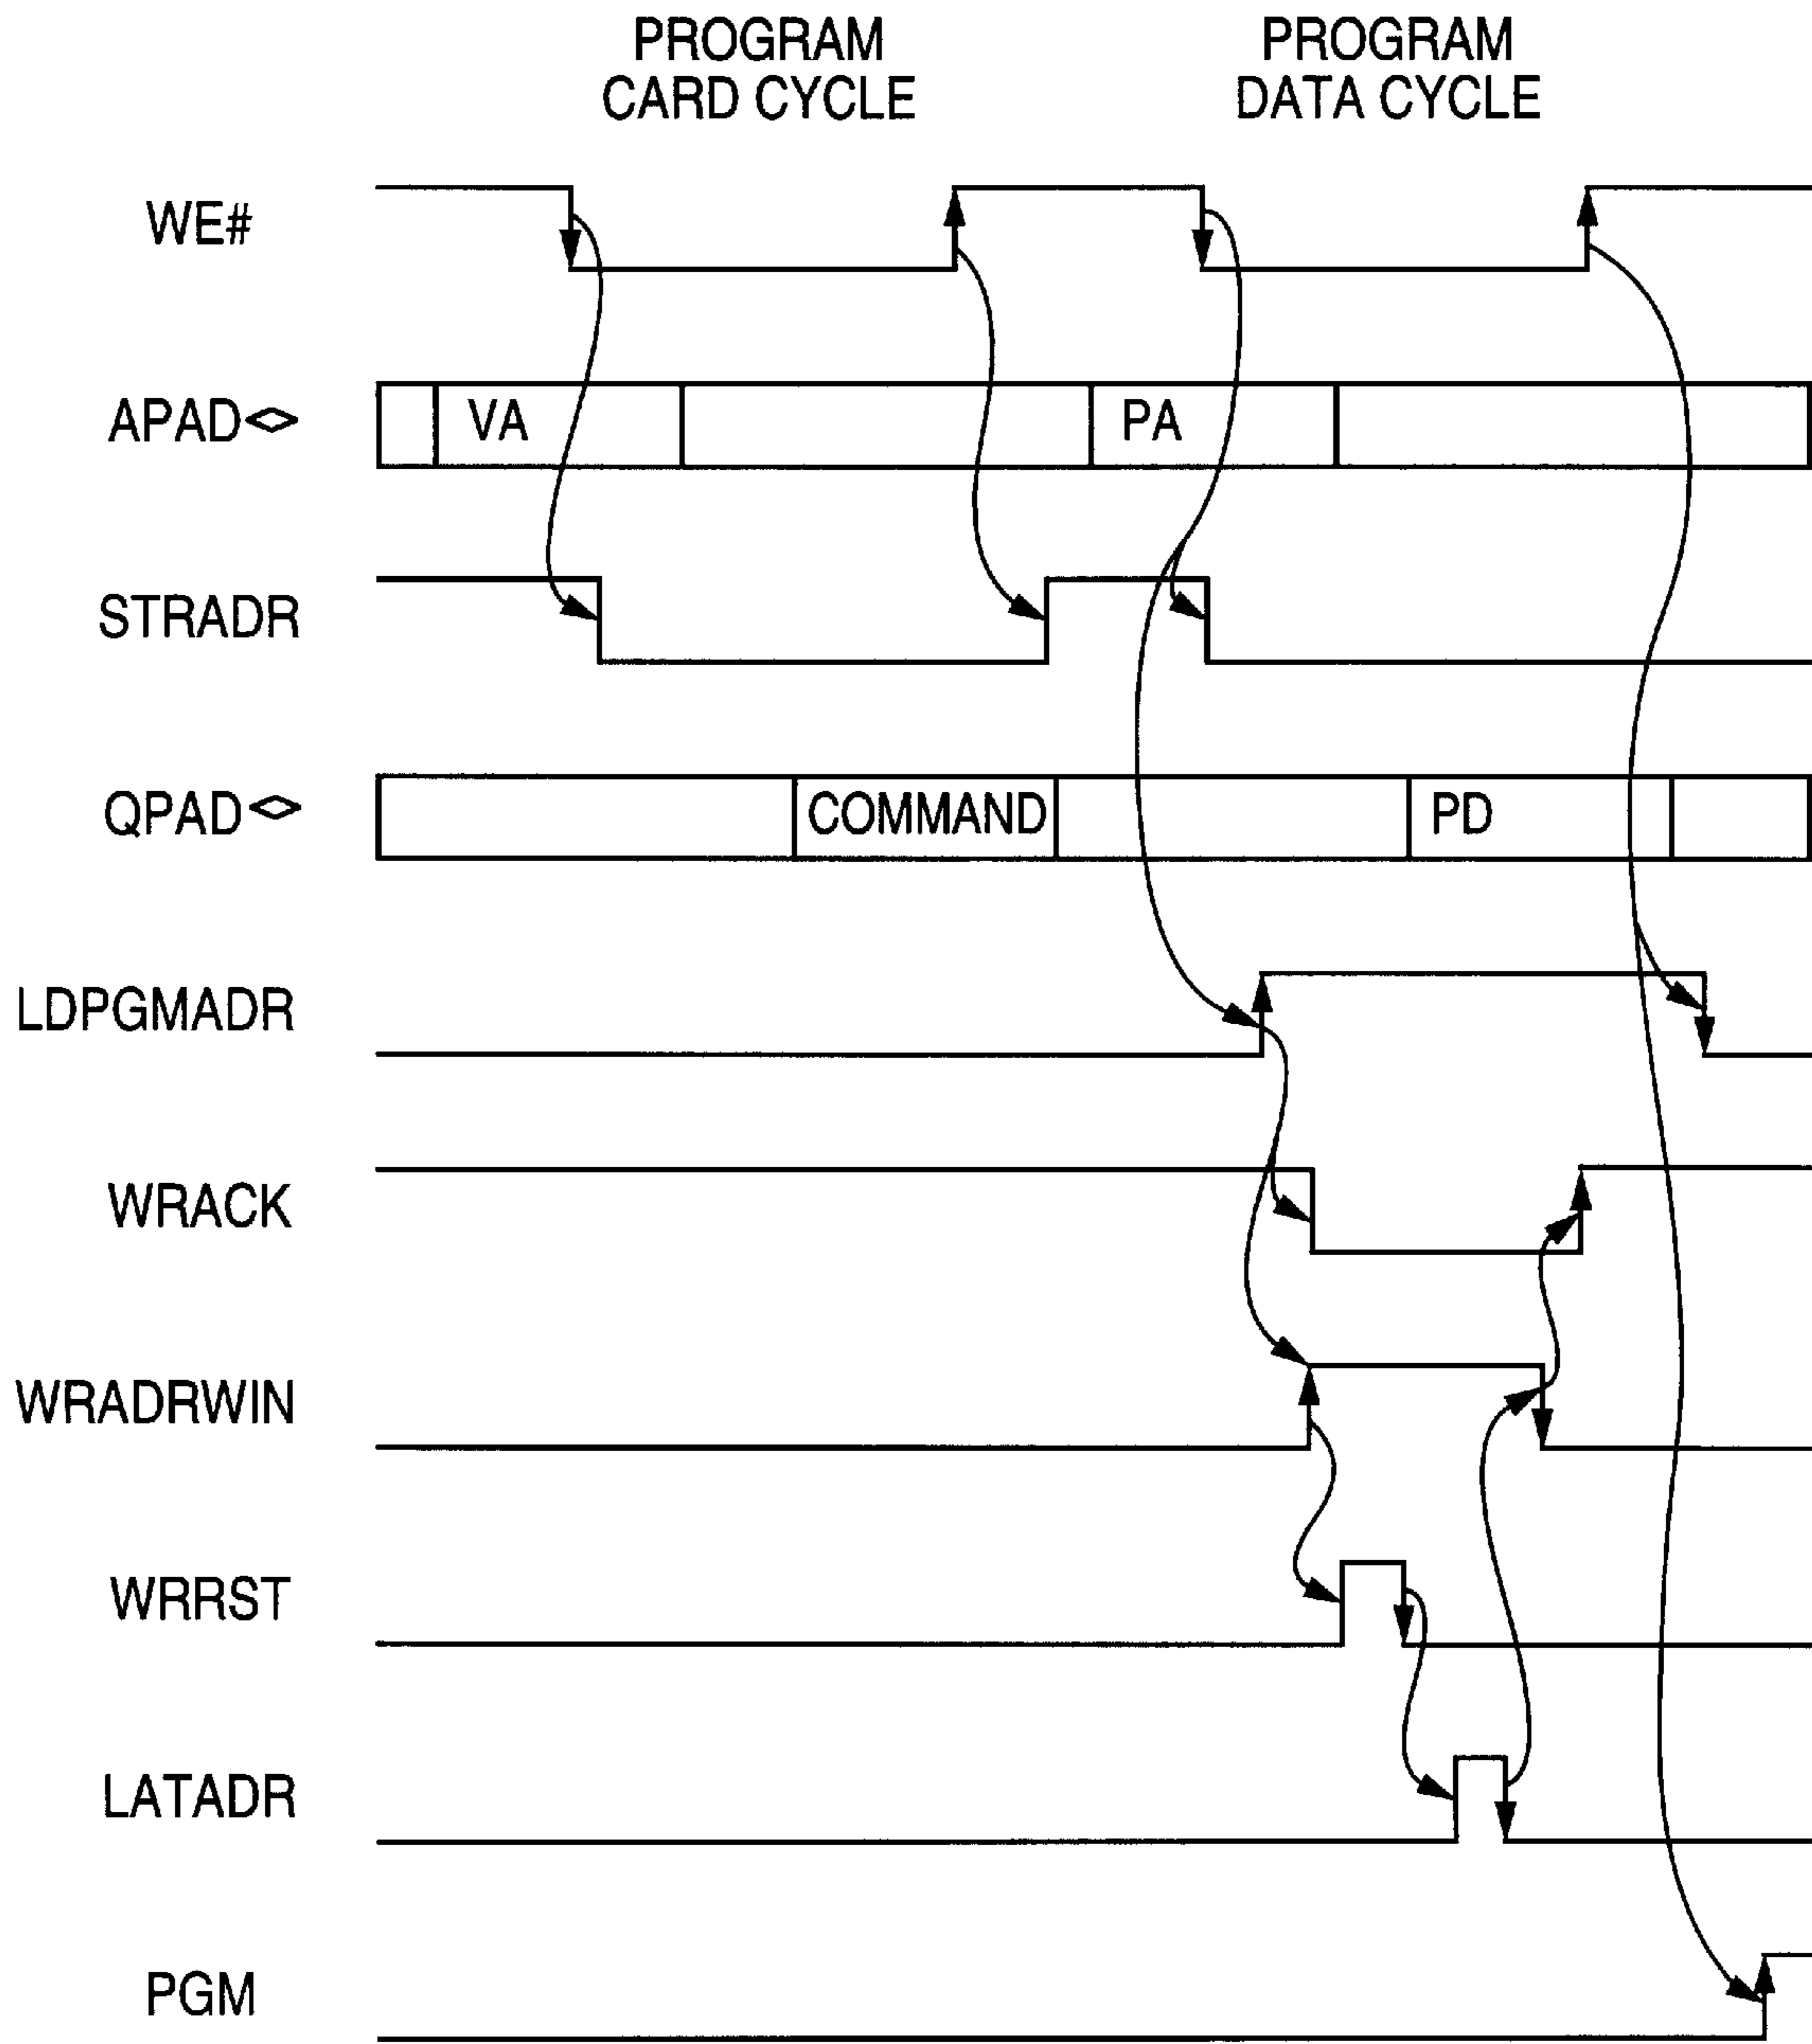 PROGRAM
CARD CYCLE
PROGRAM
DATA CYCLE
WE#
APAD<>
VA
PA
STRADR
QPAD<>
COMMAND
PD
LDPGMADR
WRACK
WRADRWIN
WRRST
LATADR
PGM